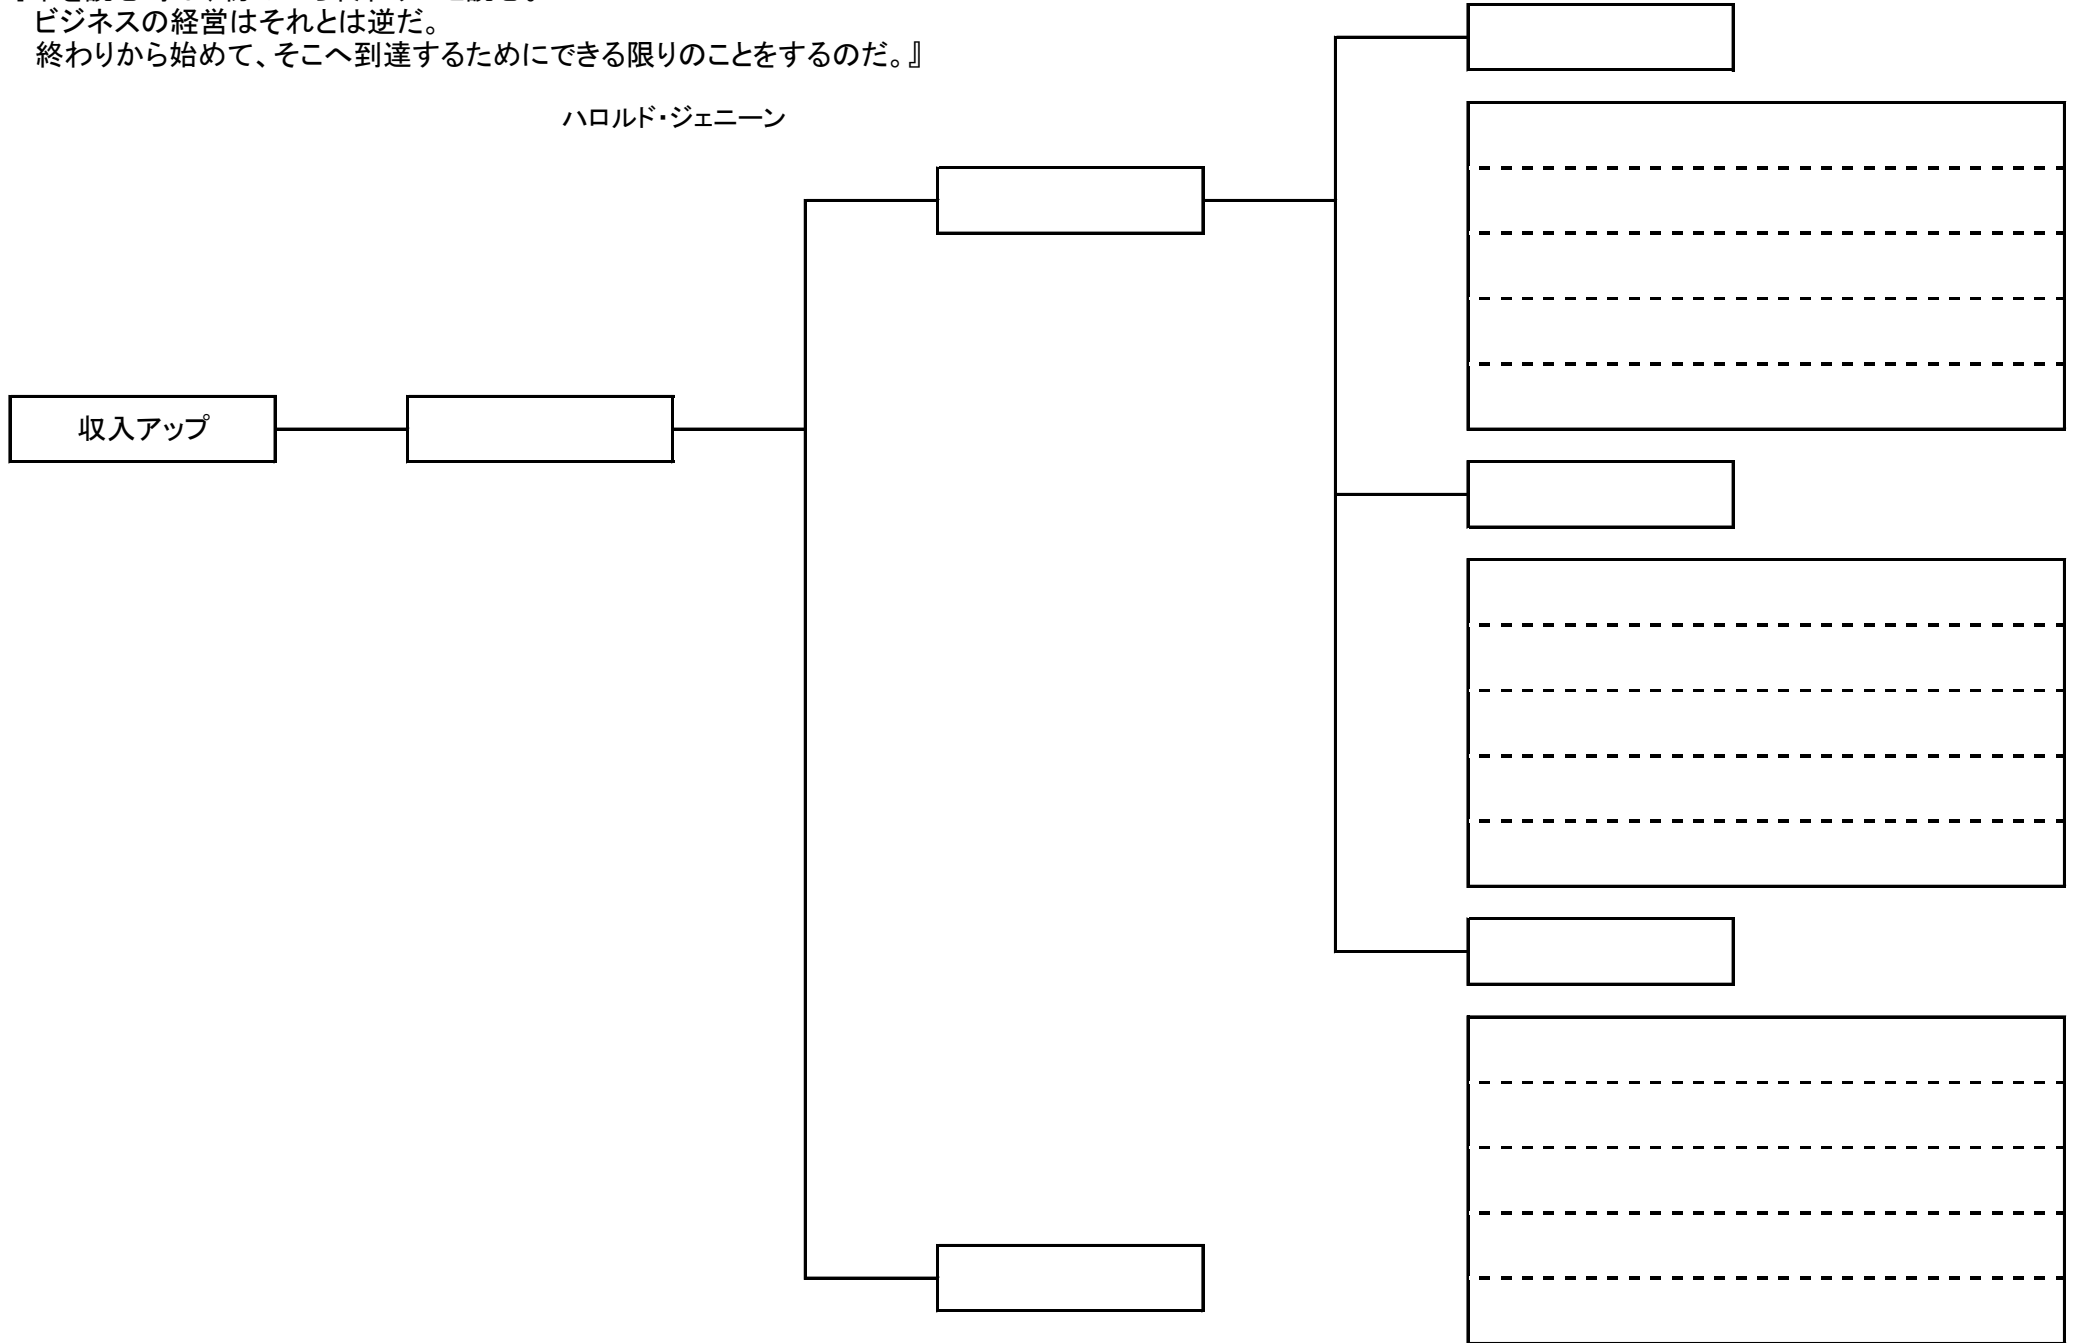 ビジネスの経営はそれとは逆だ。
終わりから始めて、そこへ到達するためにできる限りのことをするのだ。』
ハロルド・ジェニーン
収入アップ